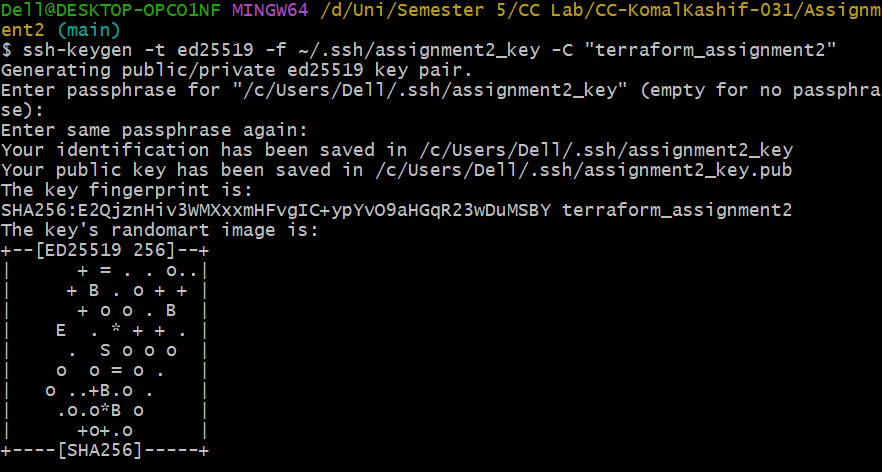 Dell@DESKTOP-OPCO1NF MINGW64 /d/Uni/Semester 5/CC Lab/CC-KomalKashif-031/Assignm
ent2 (main)
$ ssh-keygen -t ed25519 -f ~/.ssh/assignment2_key -C "terraform_assignment2"
Generating public/private ed25519 key pair.
Enter passphrase for "/c/Users/Dell/.ssh/assignment2_key" (empty for no passphra
se):
Enter same passphrase again:
Your identification has been saved in /c/Users/Dell/.ssh/assignment2_key
Your public key has been saved in /c/Users/Dell/.ssh/assignment2_key.pub
The key fingerprint is:
SHA256:E2QjznHiv3WMXxxmHFvgIC+ypYvO9aHGqR23wDuMSBY terraform_assignment2
The key's randomart image is:
+--[ED25519 256]--+
|      + = . . o..|
|     + B . o + + |
|      + o o . B  |
|    E  . * + + . |
|     .  S o o o  |
|    o  o = o .   |
|   o ..+B.o .    |
|    .o.o*B o     |
|      +o+.o      |
+----[SHA256]-----+